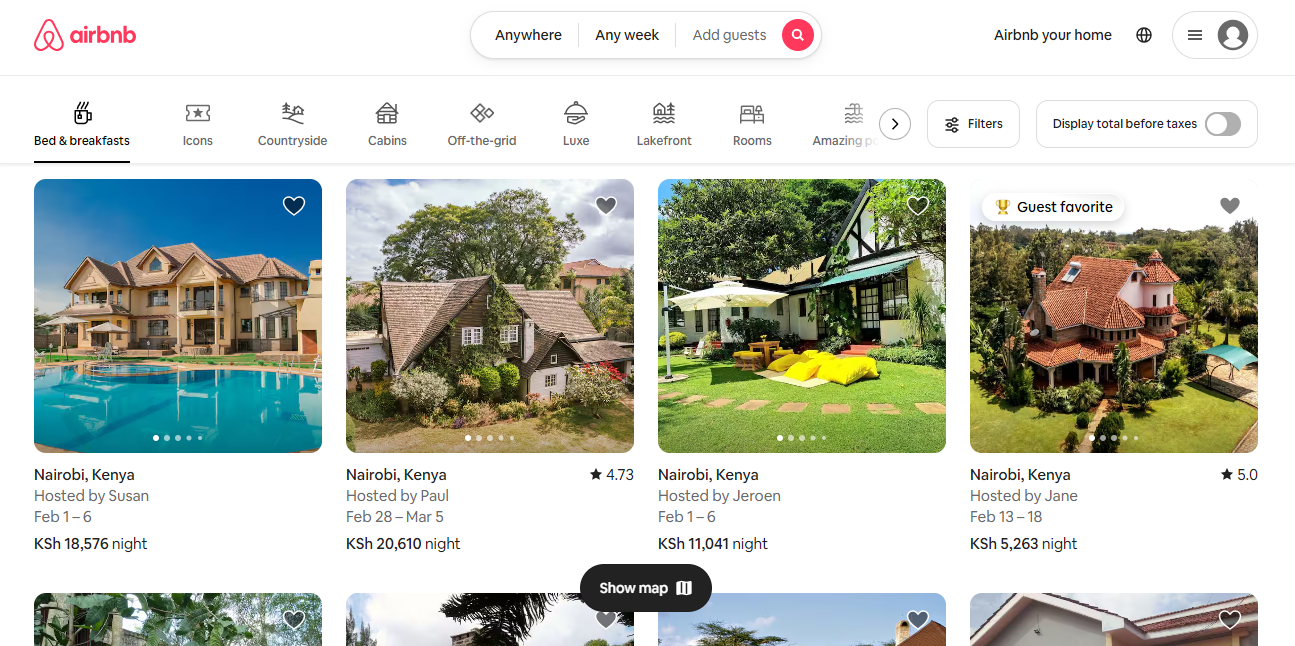 airbnb
Anywhere
Any week
Add guests
Airbnb your home
Bed & breakfasts
Icons
Countryside
Cabins
Off-the-grid
Luxe
Lakefront
Rooms
Amazing
Filters
Display total before taxes
Guest favorite
Nairobi, Kenya
Hosted by Susan
Feb 1 – 6
KSh 18,576 night
Nairobi, Kenya ★ 4.73
Hosted by Paul
Feb 28 – Mar 5
KSh 20,610 night
Nairobi, Kenya
Hosted by Jeroen
Feb 1 – 6
KSh 11,041 night
Nairobi, Kenya ★ 5.0
Hosted by Jane
Feb 13 – 18
KSh 5,263 night
Show map